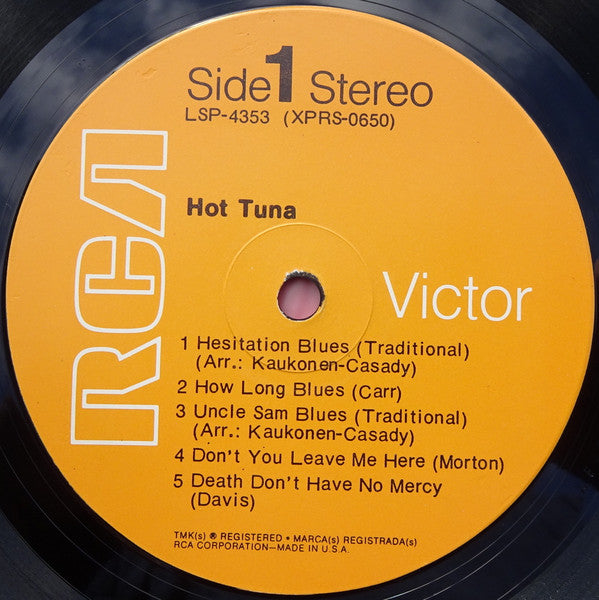 Side 1 Stereo
LSP-4353 (XPRS-0650)
Hot Tuna
RCA
Victor
1 Hesitation Blues (Traditional)
(Arr.: Kaukonen-Casady)
2 How Long Blues (Carr)
3 Uncle Sam Blues (Traditional)
(Arr.: Kaukonen-Casady)
4 Don't You Leave Me Here (Morton)
5 Death Don't Have No Mercy
(Davis)
TMK(s) ® REGISTERED • MARCA(s) REGISTRADA(s)
RCA CORPORATION—MADE IN U.S.A.